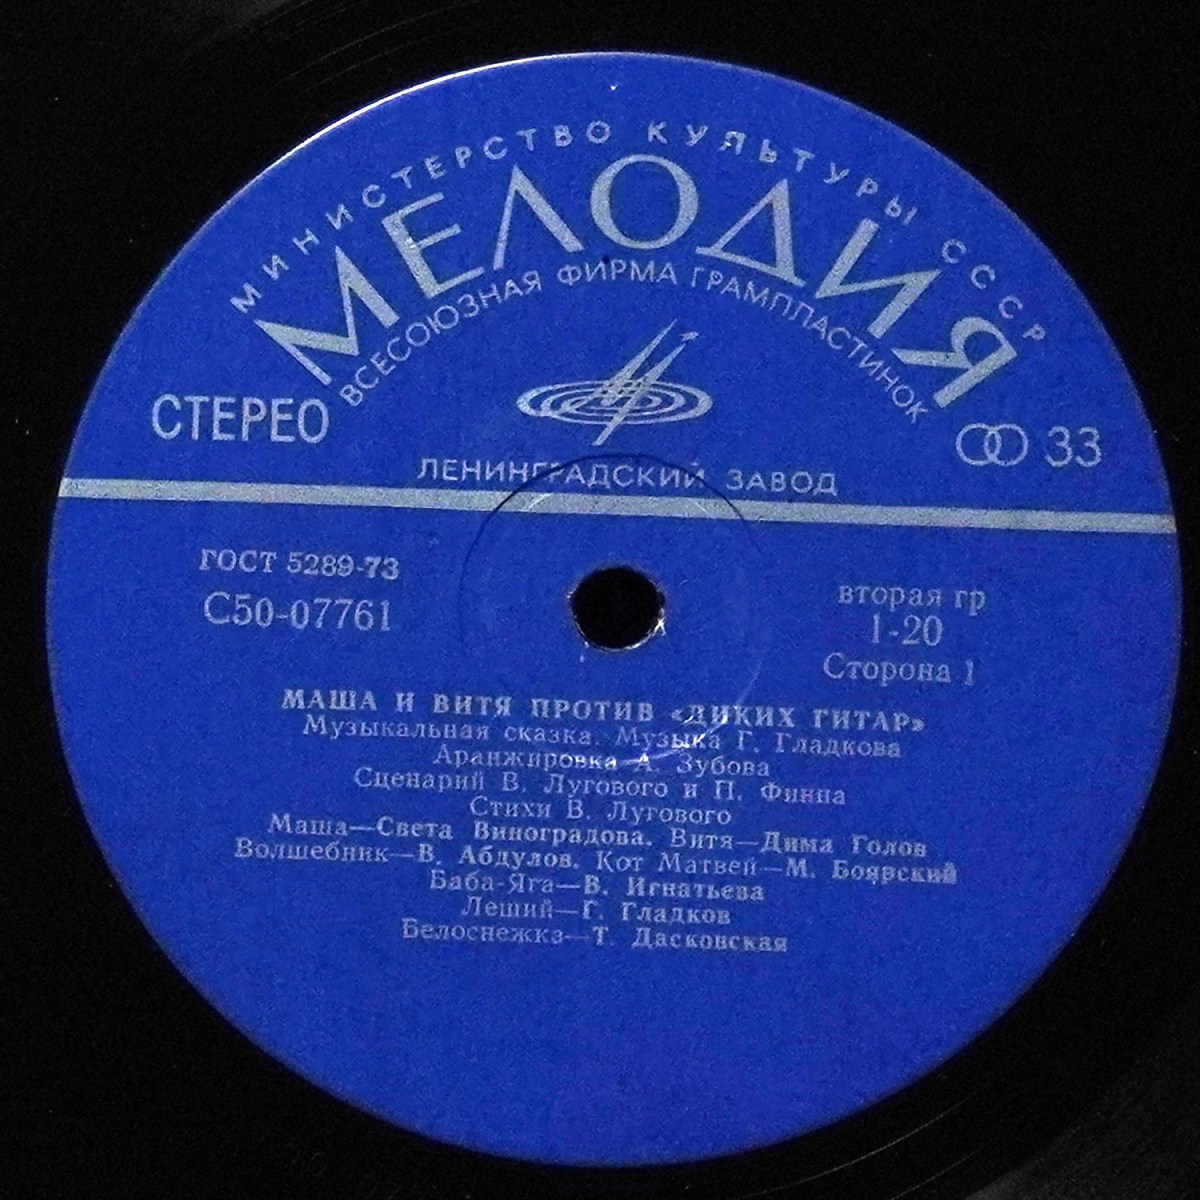 МИНИСТЕРСТВО КУЛЬТУРЫ СССР
МЕЛОДИЯ
ВСЕСОЮЗНАЯ ФИРМА ГРАМПЛАСТИНОК
СТЕРЕО
33
ЛЕНИНГРАДСКИЙ ЗАВОД
ГОСТ 5289-73
С50-07761
вторая гр
1-20
Сторона 1
МАША И ВИТЯ ПРОТИВ «ДИКИХ ГИТАР»
Музыкальная сказка. Музыка Г. Гладкова
Аранжировка А. Зубова
Сценарий В. Лугового и П. Финна
Стихи В. Лугового
Маша—Света Виноградова. Витя—Дима Голов
Волшебник—В. Абдулов. Кот Матвей—М. Боярский
Баба-Яга—В. Игнатьева
Леший—Г. Гладков
Белоснежка—Т. Дасковская